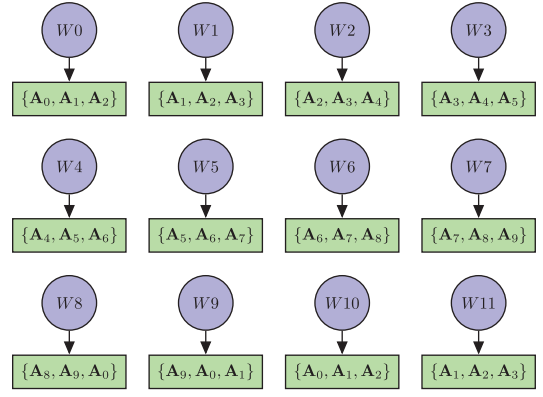 W0 W1 W2 W3
{A₀, A₁, A₂} {A₁, A₂, A₃} {A₂, A₃, A₄} {A₃, A₄, A₅}
W4 W5 W6 W7
{A₄, A₅, A₆} {A₅, A₆, A₇} {A₆, A₇, A₈} {A₇, A₈, A₉}
W8 W9 W10 W11
{A₈, A₉, A₀} {A₉, A₀, A₁} {A₀, A₁, A₂} {A₁, A₂, A₃}